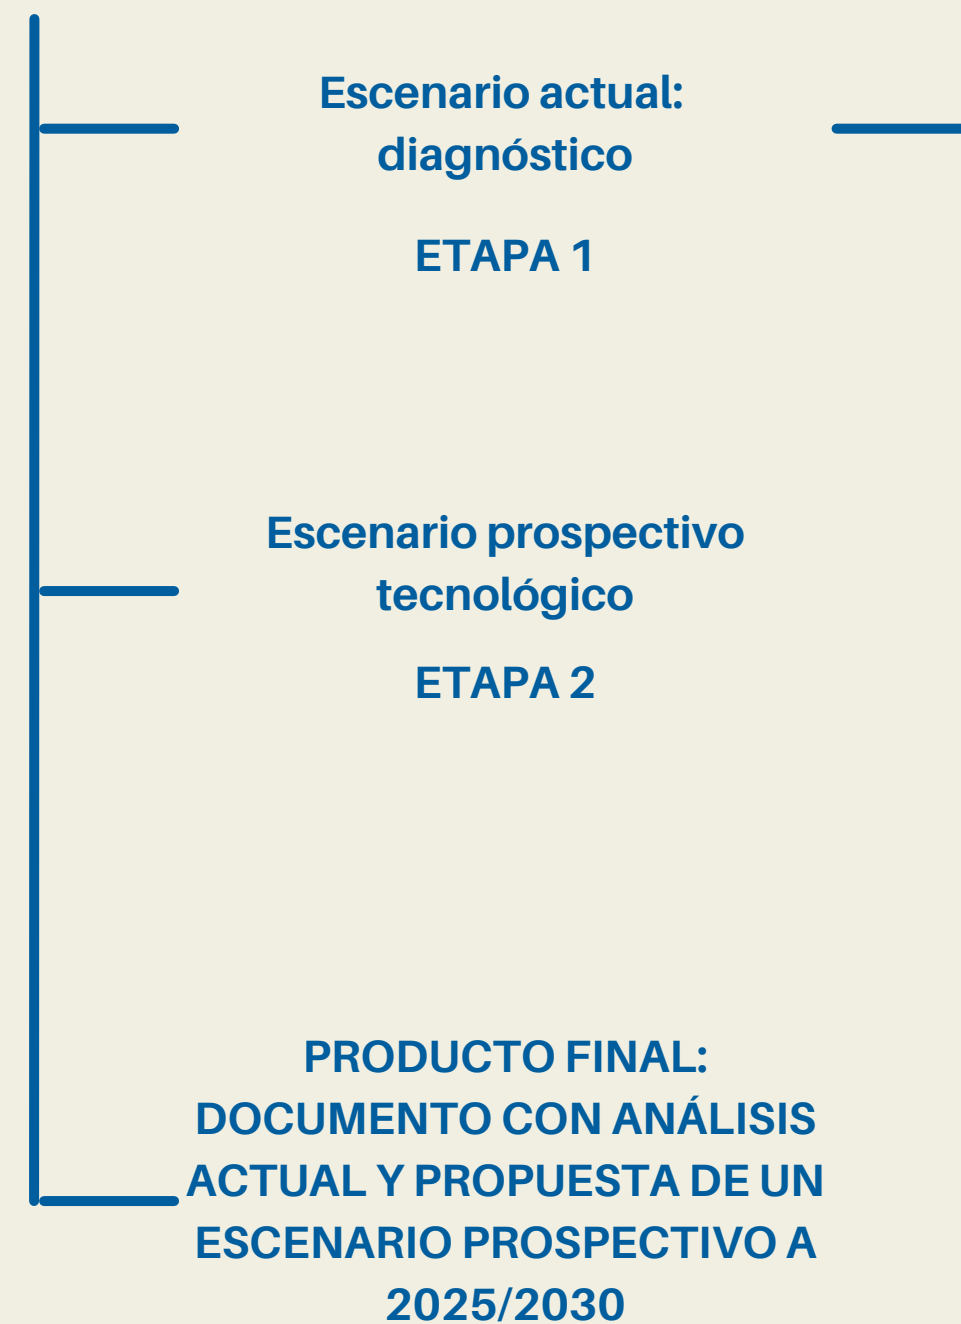 Escenario actual:
diagnóstico
ETAPA 1
Escenario prospectivo
tecnológico
ETAPA 2
PRODUCTO FINAL:
DOCUMENTO CON ANÁLISIS
ACTUAL Y PROPUESTA DE UN
ESCENARIO PROSPECTIVO A
2025/2030